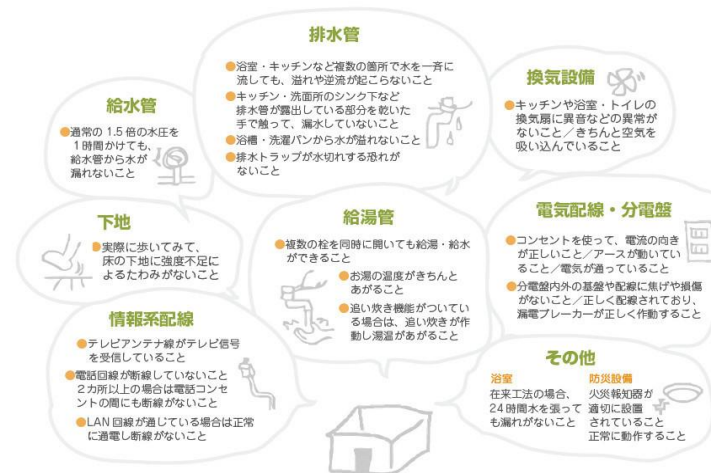 排水管
●浴室・キッチンなど複数の箇所で水を一斉に
流しても、溢れや逆流が起こらないこと
●キッチン・洗面所のシンク下など
排水管が露出している部分を乾いた
手で触って、漏水していないこと
●浴槽・洗濯パンから水が溢れないこと
●排水トラップが水切れする恐れが
ないこと
換気設備
●キッチンや浴室・トイレの
換気扇に異音などの異常が
ないこと／きちんと空気を
吸い込んでいること
給水管
●通常の1.5倍の水圧を
1時間かけても、
給水管から水が
漏れないこと
下地
●実際に歩いてみて、
床の下地に強度不足に
よるたわみがないこと
給湯管
●複数の栓を同時に開いても給湯・給水
ができること
●お湯の温度がきちんと
あがること
●追い炊き機能がついてい
る場合は、追い炊きが作
動し湯温があがること
電気配線・分電盤
●コンセントを使って、電流の向き
が正しいこと／アースが動いてい
ること／電気が通っていること
●分電盤内外の基盤や配線に焦げや損傷
がないこと／正しく配線されており、
漏電ブレーカーが正しく作動すること
情報系配線
●テレビアンテナ線がテレビ信号
を受信していること
●電話回線が断線していないこと
2カ所以上の場合は電話コンセ
ントの間にも断線がないこと
●LAN回線が通じている場合は正常
に通電し断線がないこと
その他
浴室
在来工法の場合、
24時間水を張って
も漏れがないこと
防災設備
火災報知器が
適切に設置
されていること
正常に動作すること